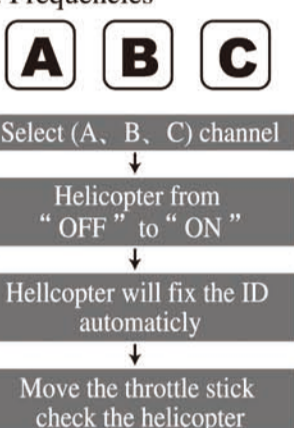 Frequencies
A B C
Select (A、B、C) channel
Helicopter from
“ OFF ” to “ ON ”
Hellcopter will fix the ID
automaticly
Move the throttle stick
check the helicopter